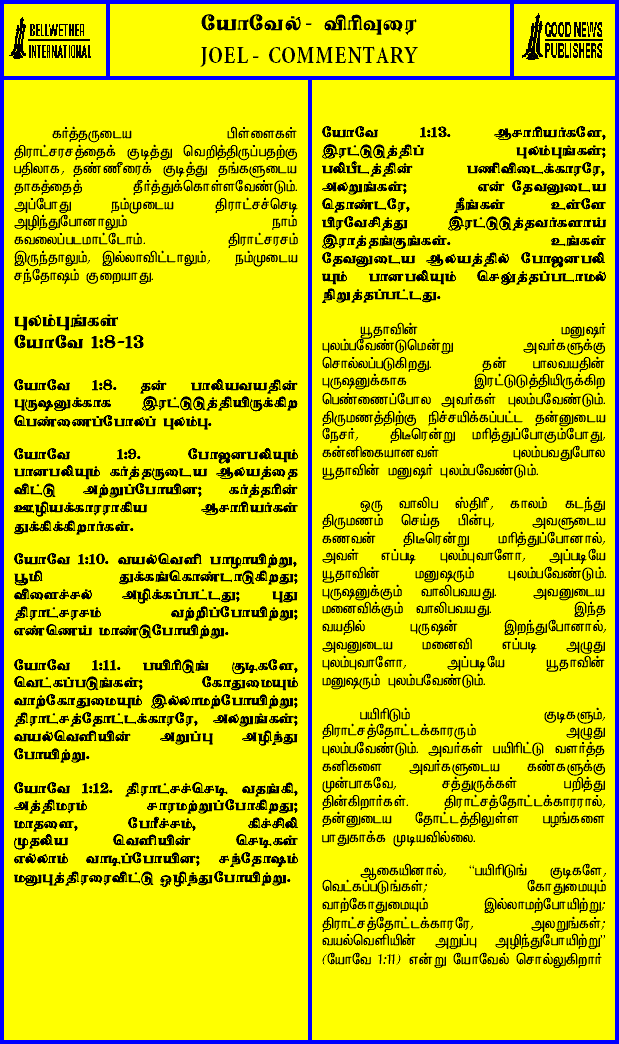 BELLWETHER
INTERNATIONAL
யோவேல் - விரிவுரை
JOEL - COMMENTARY
GOOD NEWS
PUBLISHERS
கர்த்தருடைய பிள்ளைகள்
திராட்சரசத்தைக் குடித்து வெறித்திருப்பதற்கு
பதிலாக, தண்ணீரைக் குடித்து தங்களுடைய
தாகத்தைத் தீர்த்துக்கொள்ளவேண்டும்.
அப்போது நம்முடைய திராட்சச்செடி
அழிந்துபோனாலும் நாம்
கவலைப்படமாட்டோம். திராட்சரசம்
இருந்தாலும், இல்லாவிட்டாலும், நம்முடைய
சந்தோஷம் குறையாது.
புலம்புங்கள்
யோவே 1:8-13
யோவே 1:8. தன் பாலியவயதின்
புருஷனுக்காக இரட்டுடுத்தியிருக்கிற
பெண்ணைப்போலப் புலம்பு.
யோவே 1:9. போஜனபலியும்
பானபலியும் கர்த்தருடைய ஆலயத்தை
விட்டு அற்றுப்போயின; கர்த்தரின்
ஊழியக்காரராகிய ஆசாரியர்கள்
துக்கிக்கிறார்கள்.
யோவே 1:10. வயல்வெளி பாழாயிற்று,
பூமி துக்கங்கொண்டாடுகிறது;
விளைச்சல் அழிக்கப்பட்டது; புது
திராட்சரசம் வற்றிப்போயிற்று;
எண்ணெய் மாண்டுபோயிற்று.
யோவே 1:11. பயிரிடுங் குடிகளே,
வெட்கப்படுங்கள்; கோதுமையும்
வாற்கோதுமையும் இல்லாமற்போயிற்று;
திராட்சத்தோட்டக்காரரே, அலறுங்கள்;
வயல்வெளியின் அறுப்பு அழிந்து
போயிற்று.
யோவே 1:12. திராட்சச்செடி வதங்கி,
அத்திமரம் சாரமற்றுப்போகிறது;
மாதளை, பேரீச்சம், கிச்சிலி
முதலிய வெளியின் செடிகள்
எல்லாம் வாடிப்போயின; சந்தோஷம்
மனுபுத்திரரைவிட்டு ஒழிந்துபோயிற்று.
யோவே 1:13. ஆசாரியர்களே,
இரட்டுடுத்திப் புலம்புங்கள்;
பலிபீடத்தின் பணிவிடைக்காரரே,
அலறுங்கள்; என் தேவனுடைய
தொண்டரே, நீங்கள் உள்ளே
பிரவேசித்து இரட்டுடுத்தவர்களாய்
இராத்தங்குங்கள். உங்கள்
தேவனுடைய ஆலயத்தில் போஜனபலி
யும் பானபலியும் செலுத்தப்படாமல்
நிறுத்தப்பட்டது.
யூதாவின் மனுஷர்
புலம்பவேண்டுமென்று அவர்களுக்கு
சொல்லப்படுகிறது. தன் பாலவயதின்
புருஷனுக்காக இரட்டுடுத்தியிருக்கிற
பெண்ணைப்போல அவர்கள் புலம்பவேண்டும்.
திருமணத்திற்கு நிச்சயிக்கப்பட்ட தன்னுடைய
நேசர், திடீரென்று மரித்துப்போகும்போது,
கன்னிகையானவள் புலம்புவதுபோல
யூதாவின் மனுஷர் புலம்பவேண்டும்.
ஒரு வாலிப ஸ்திரீ, காலம் கடந்து
திருமணம் செய்த பின்பு, அவளுடைய
கணவன் திடீரென்று மரித்துப்போனால்,
அவள் எப்படி புலம்புவாளோ, அப்படியே
யூதாவின் மனுஷரும் புலம்பவேண்டும்.
புருஷனுக்கும் வாலிபவயது. அவனுடைய
மனைவிக்கும் வாலிபவயது. இந்த
வயதில் புருஷன் இறந்துபோனால்,
அவனுடைய மனைவி எப்படி அழுது
புலம்புவாளோ, அப்படியே யூதாவின்
மனுஷரும் புலம்பவேண்டும்.
பயிரிடும் குடிகளும்,
திராட்சத்தோட்டக்காரரும் அழுது
புலம்பவேண்டும். அவர்கள் பயிரிட்டு வளர்த்த
கனிகளை அவர்களுடைய கண்களுக்கு
முன்பாகவே, சத்துருக்கள் பறித்து
தின்கிறார்கள். திராட்சத்தோட்டக்காரரால்,
தன்னுடைய தோட்டத்திலுள்ள பழங்களை
பாதுகாக்க முடியவில்லை.
ஆகையினால், "பயிரிடுங் குடிகளே,
வெட்கப்படுங்கள்; கோதுமையும்
வாற்கோதுமையும் இல்லாமற்போயிற்று;
திராட்சத்தோட்டக்காரரே, அலறுங்கள்;
வயல்வெளியின் அறுப்பு அழிந்துபோயிற்று"
(யோவே 1:11) என்று யோவேல் சொல்லுகிறார்